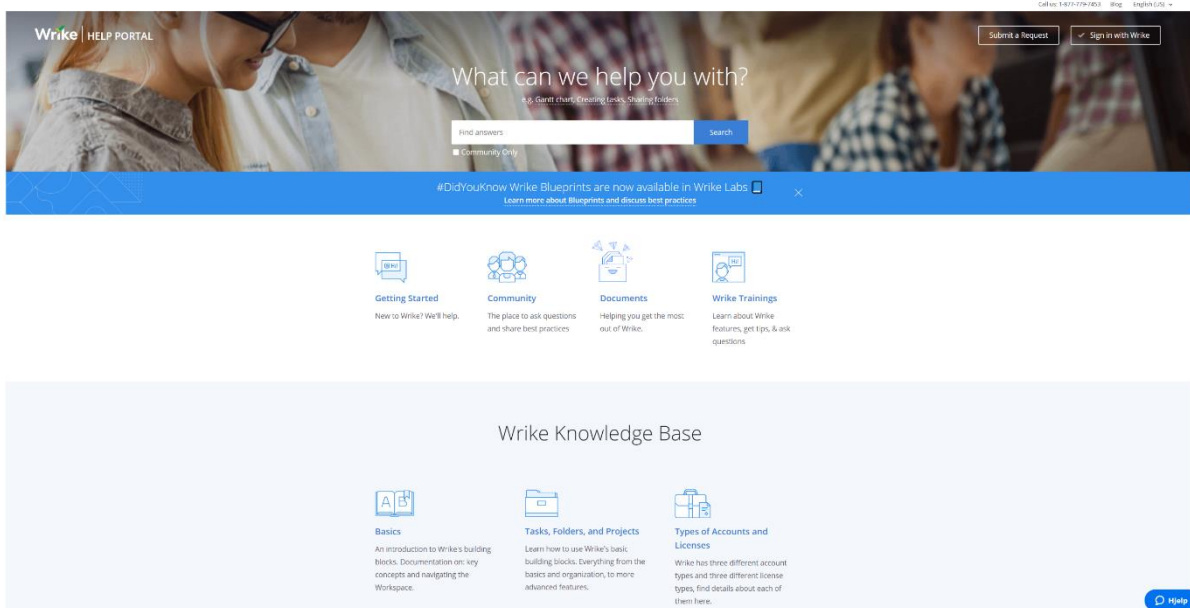 Call us: 1-877-779-7453 Blog English (US)
Wrike HELP PORTAL
Submit a Request
Sign in with Wrike
What can we help you with?
e.g. Gantt chart, Creating tasks, Sharing folders
Find answers
Search
Community Only
#DidYouKnow Wrike Blueprints are now available in Wrike Labs
Learn more about Blueprints and discuss best practices
HI!
Getting Started
New to Wrike? We'll help.
Community
The place to ask questions
and share best practices
Documents
Helping you get the most
out of Wrike.
Hi!
Wrike Trainings
Learn about Wrike
features, get tips, & ask
questions
Wrike Knowledge Base
A B
Basics
An introduction to Wrike's building
blocks. Documentation on: key
concepts and navigating the
Workspace.
Tasks, Folders, and Projects
Learn how to use Wrike's basic
building blocks. Everything from the
basics and organization, to more
advanced features.
Types of Accounts and
Licenses
Wrike has three different account
types and three different license
types, find details about each of
them here.
Hjelp